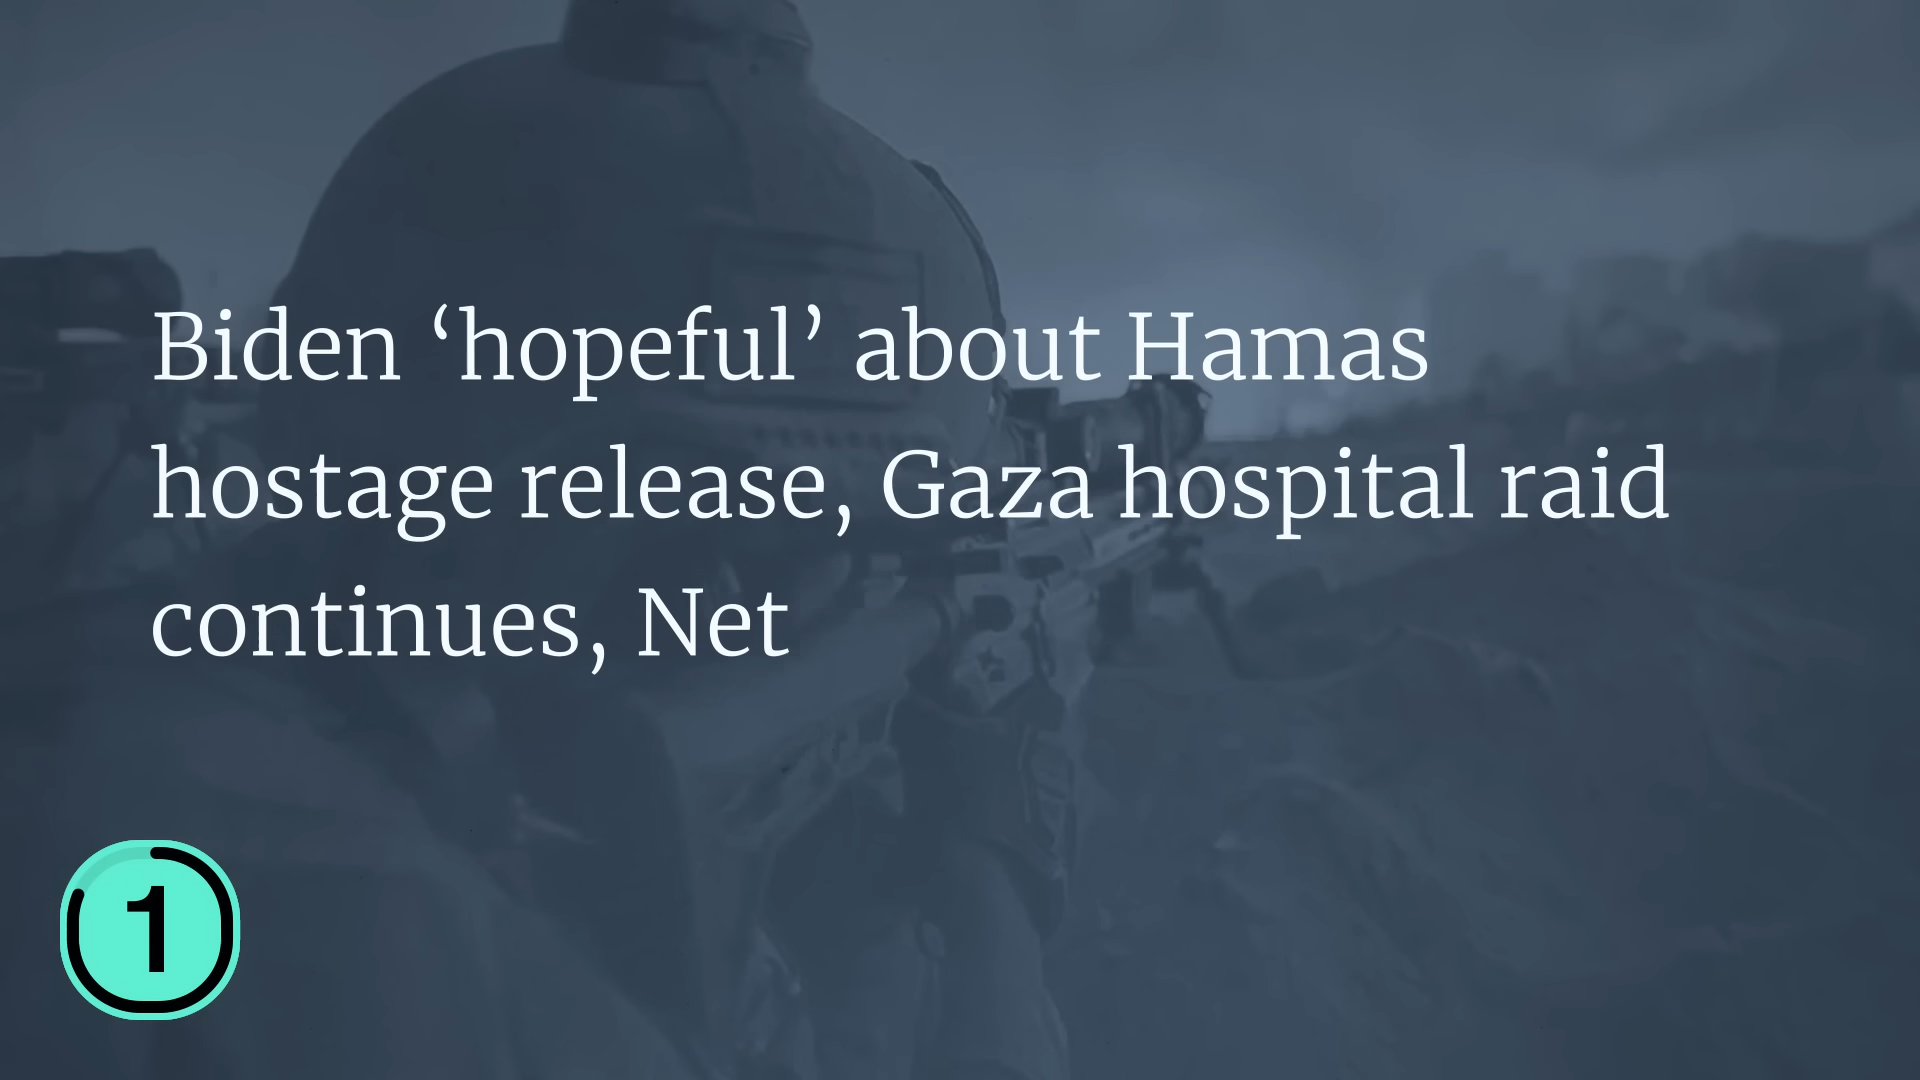 Biden ‘hopeful’ about Hamas
hostage release, Gaza hospital raid
continues, Net
1